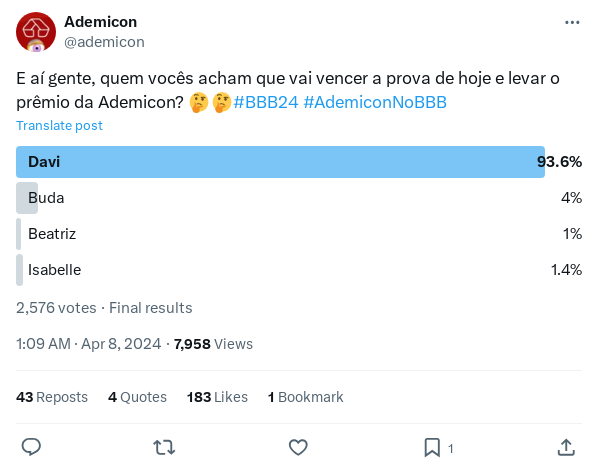 Ademicon
@ademicon
E aí gente, quem vocês acham que vai vencer a prova de hoje e levar o
prêmio da Ademicon? 🤔🤔#BBB24 #AdemiconNoBBB
Translate post
Davi 93.6%
Buda 4%
Beatriz 1%
Isabelle 1.4%
2,576 votes · Final results
1:09 AM · Apr 8, 2024 · 7,958 Views
43 Reposts 4 Quotes 183 Likes 1 Bookmark
1